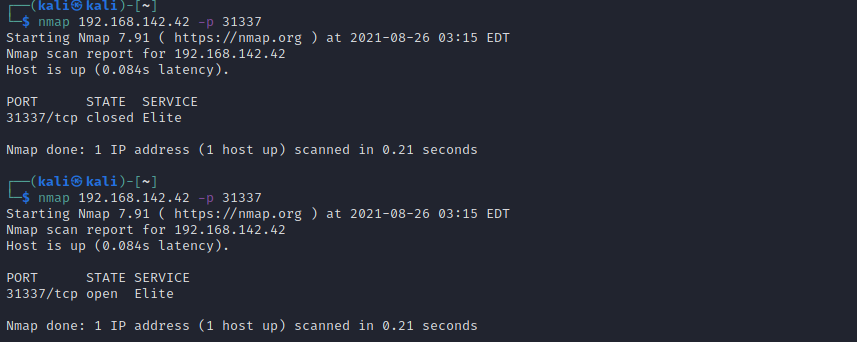 ┌──(kali㉿kali)-[~]
└─$ nmap 192.168.142.42 -p 31337
Starting Nmap 7.91 ( https://nmap.org ) at 2021-08-26 03:15 EDT
Nmap scan report for 192.168.142.42
Host is up (0.084s latency).
PORT      STATE  SERVICE
31337/tcp closed Elite
Nmap done: 1 IP address (1 host up) scanned in 0.21 seconds
┌──(kali㉿kali)-[~]
└─$ nmap 192.168.142.42 -p 31337
Starting Nmap 7.91 ( https://nmap.org ) at 2021-08-26 03:15 EDT
Nmap scan report for 192.168.142.42
Host is up (0.084s latency).
PORT      STATE SERVICE
31337/tcp open  Elite
Nmap done: 1 IP address (1 host up) scanned in 0.21 seconds